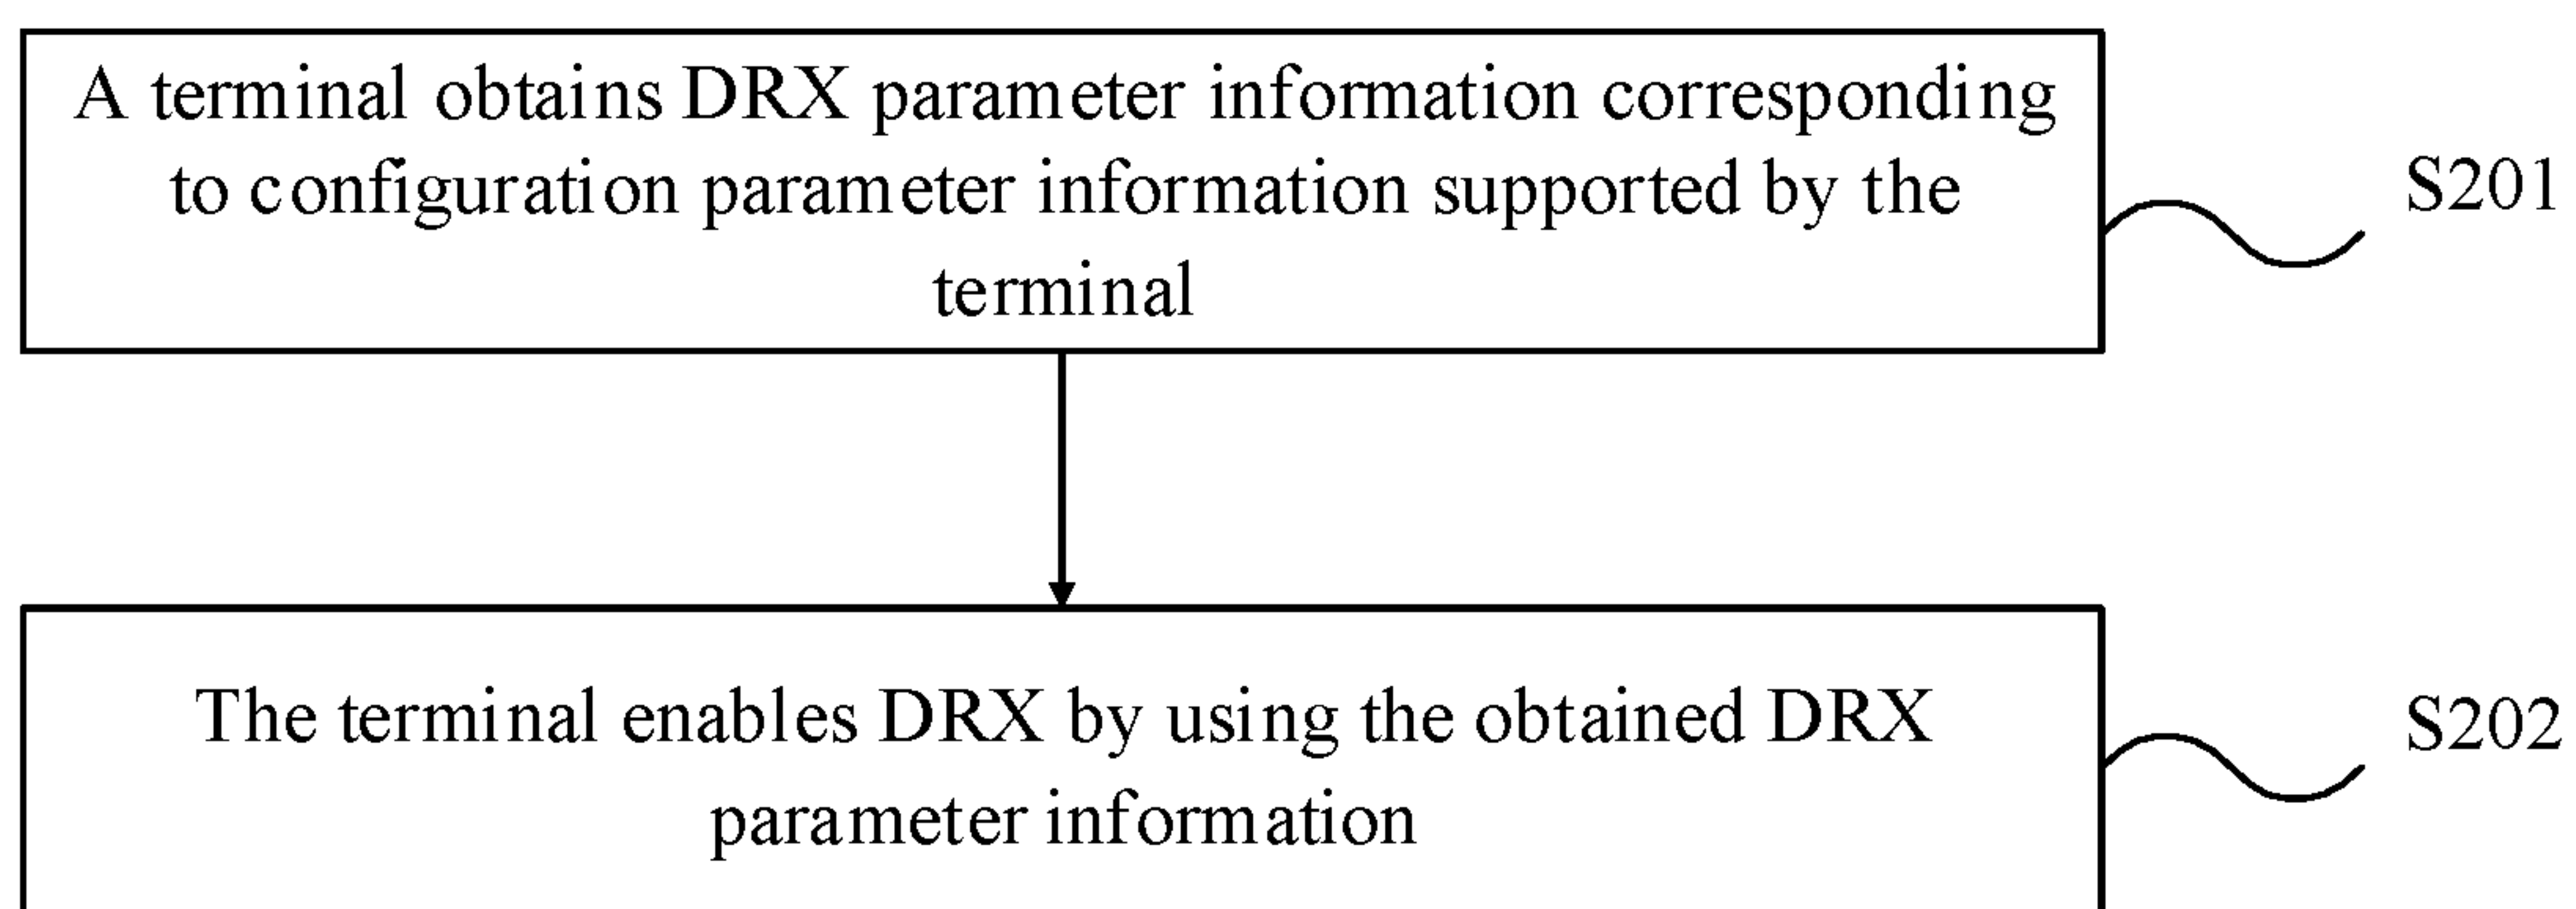 A terminal obtains DRX parameter information corresponding
to configuration parameter information supported by the
terminal
S201
The terminal enables DRX by using the obtained DRX
parameter information
S202